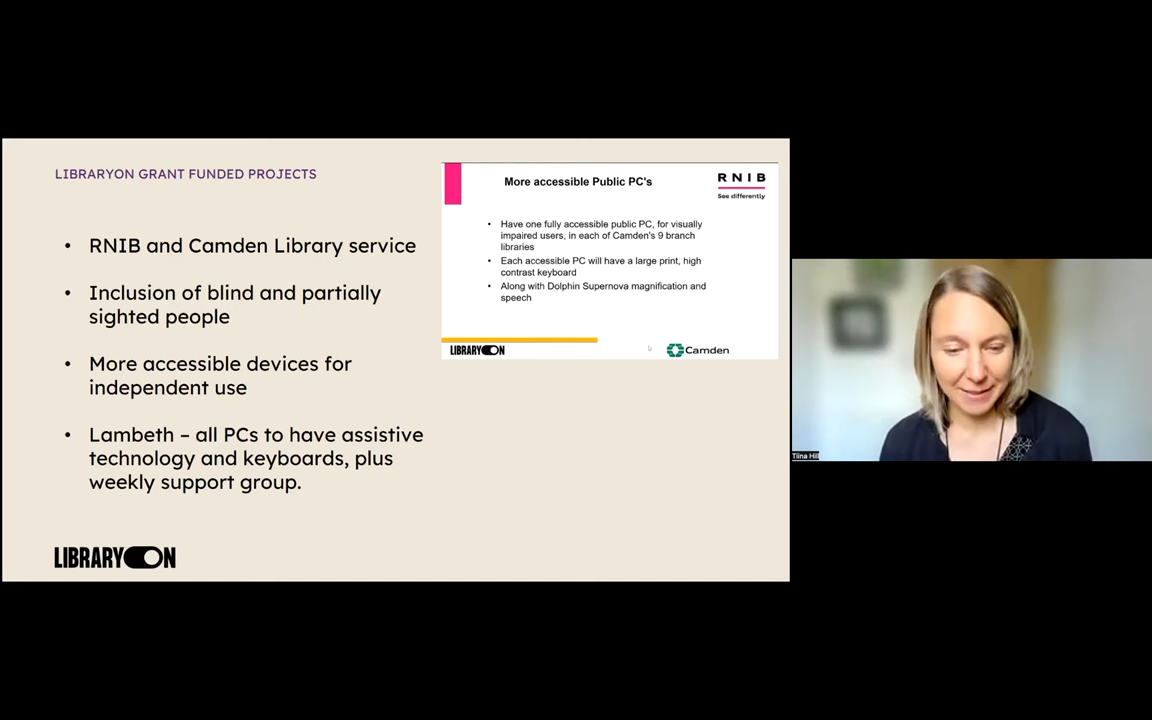 LIBRARYON GRANT FUNDED PROJECTS
• RNIB and Camden Library service
• Inclusion of blind and partially
sighted people
• More accessible devices for
independent use
• Lambeth – all PCs to have assistive
technology and keyboards, plus
weekly support group.
LIBRARYON
More accessible Public PC's
RNIB
See differently
• Have one fully accessible public PC, for visually
impaired users, in each of Camden's 9 branch
libraries
• Each accessible PC will have a large print, high
contrast keyboard
• Along with Dolphin Supernova magnification and
speech
LIBRARYON
Camden
Tiina Hill